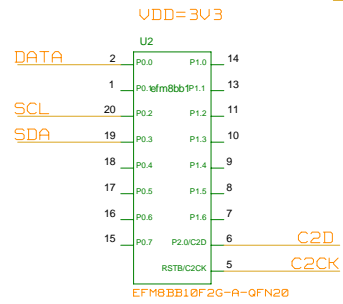 VDD=3V3
U2
DATA 2 P0.0 P1.0 14
1 P0.1 efm8bb1 P1.1 13
SCL 20 P0.2 P1.2 11
SDA 19 P0.3 P1.3 10
18 P0.4 P1.4 9
17 P0.5 P1.5 8
16 P0.6 P1.6 7
15 P0.7 P2.0/C2D 6 C2D
RSTB/C2CK 5 C2CK
EFM8BB10F2G-A-QFN20